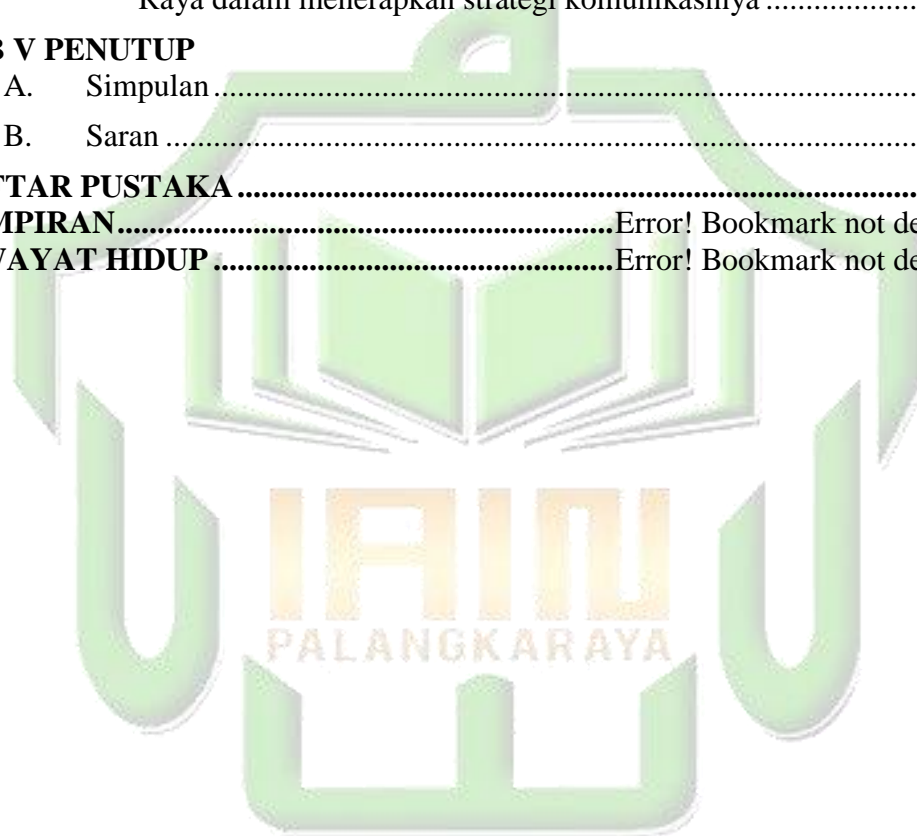 Raya dalam menerapkan strategi komunikasinya ....................
B V PENUTUP
A. Simpulan ....................................................................................
B. Saran ..........................................................................................
TAR PUSTAKA ....................................................................................
MPIRAN..............................................................Error! Bookmark not de
WAYAT HIDUP ..................................................Error! Bookmark not de
IAIN
PALANGKARAYA